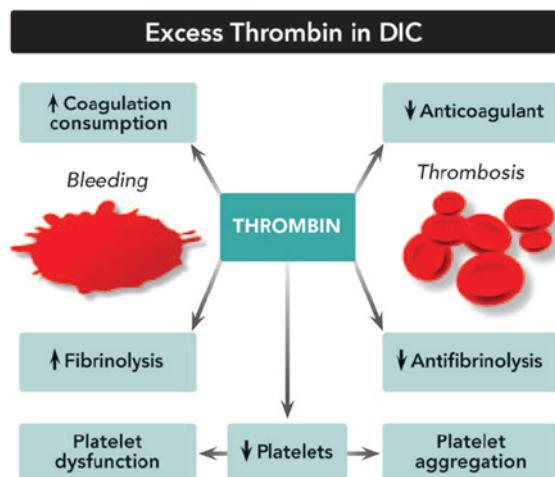 Excess Thrombin in DIC
↑ Coagulation
consumption
↓ Anticoagulant
Bleeding
Thrombosis
THROMBIN
↑ Fibrinolysis
↓ Antifibrinolysis
Platelet
dysfunction
↓ Platelets
Platelet
aggregation